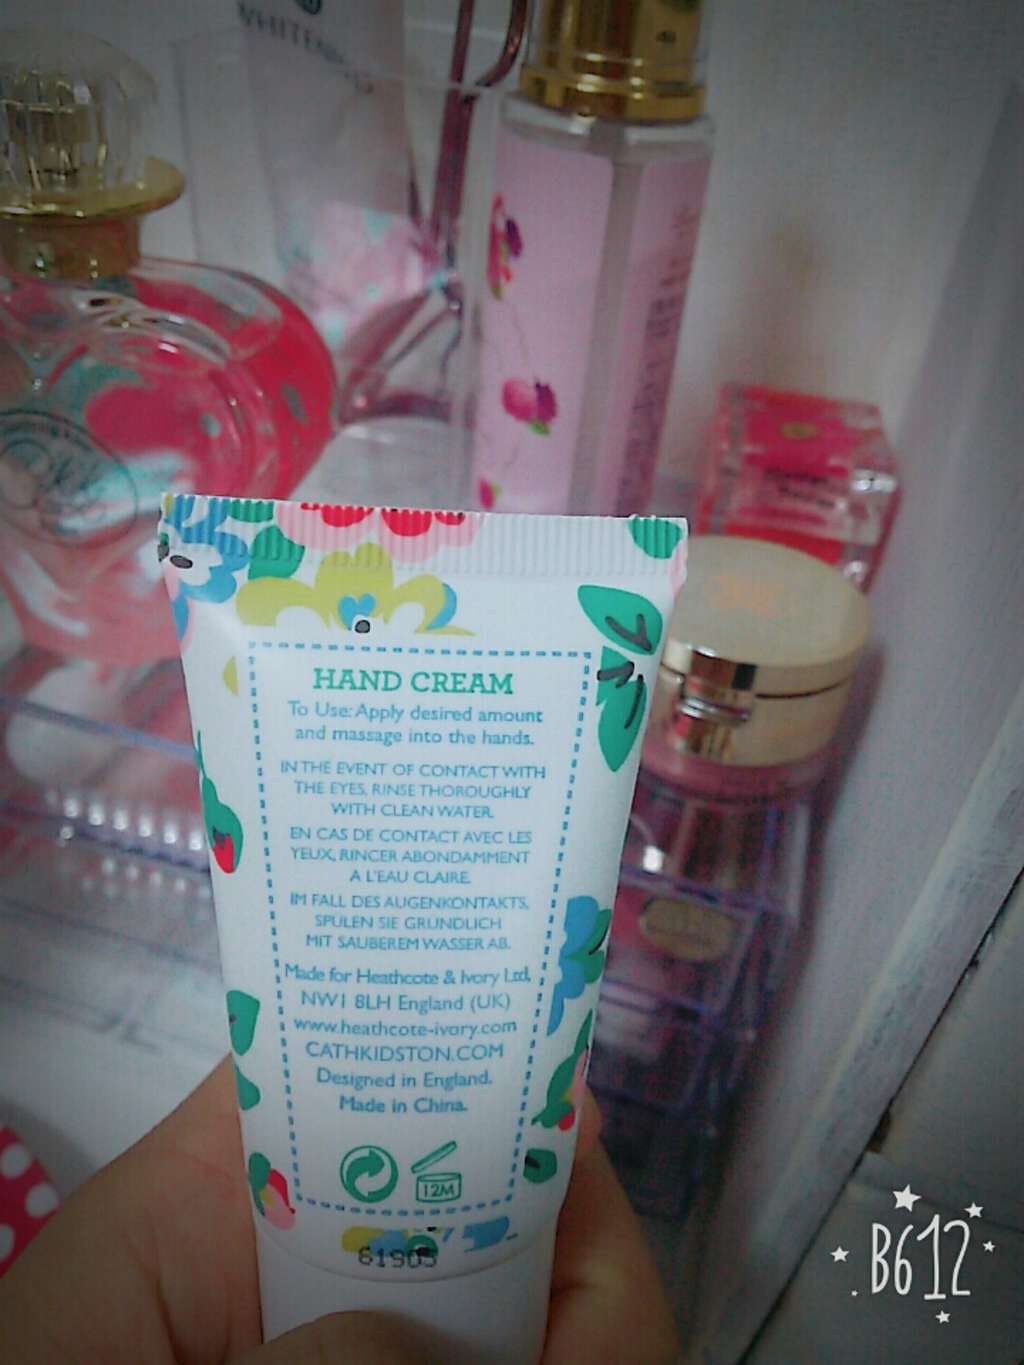 WHITENI
HAND CREAM
To Use: Apply desired amount
and massage into the hands.
IN THE EVENT OF CONTACT WITH
THE EYES, RINSE THOROUGHLY
WITH CLEAN WATER.
EN CAS DE CONTACT AVEC LES
YEUX, RINCER ABONDAMMENT
A L'EAU CLAIRE.
IM FALL DES AUGENKONTAKTS,
SPULEN SIE GRUNDLICH
MIT SAUBEREM WASSER AB.
Made for Heathcote & Ivory Ltd,
NW1 8LH England (UK)
www.heathcote-ivory.com
CATHKIDSTON.COM
Designed in England.
Made in China.
12M
61905
B612